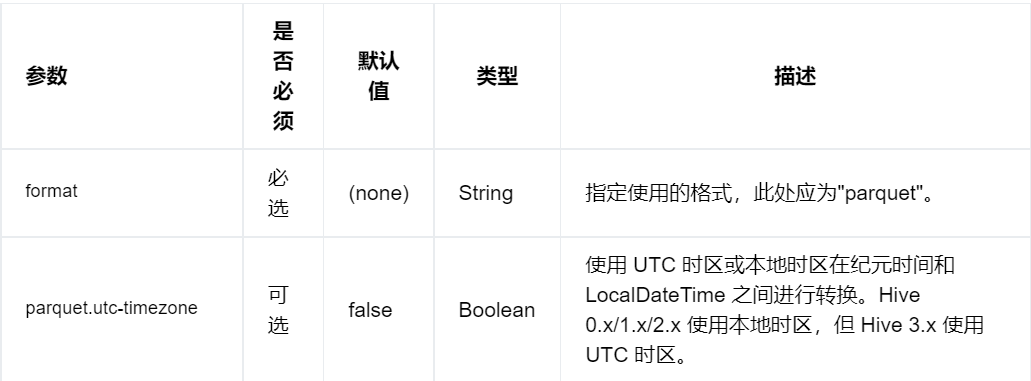 参数
是
否
必
须
默认
值
类型
描述
format
必
选
(none)
String
指定使用的格式，此处应为"parquet"。
parquet.utc-timezone
可
选
false
Boolean
使用 UTC 时区或本地时区在纪元时间和
LocalDateTime 之间进行转换。Hive
0.x/1.x/2.x 使用本地时区，但 Hive 3.x 使用
UTC 时区。